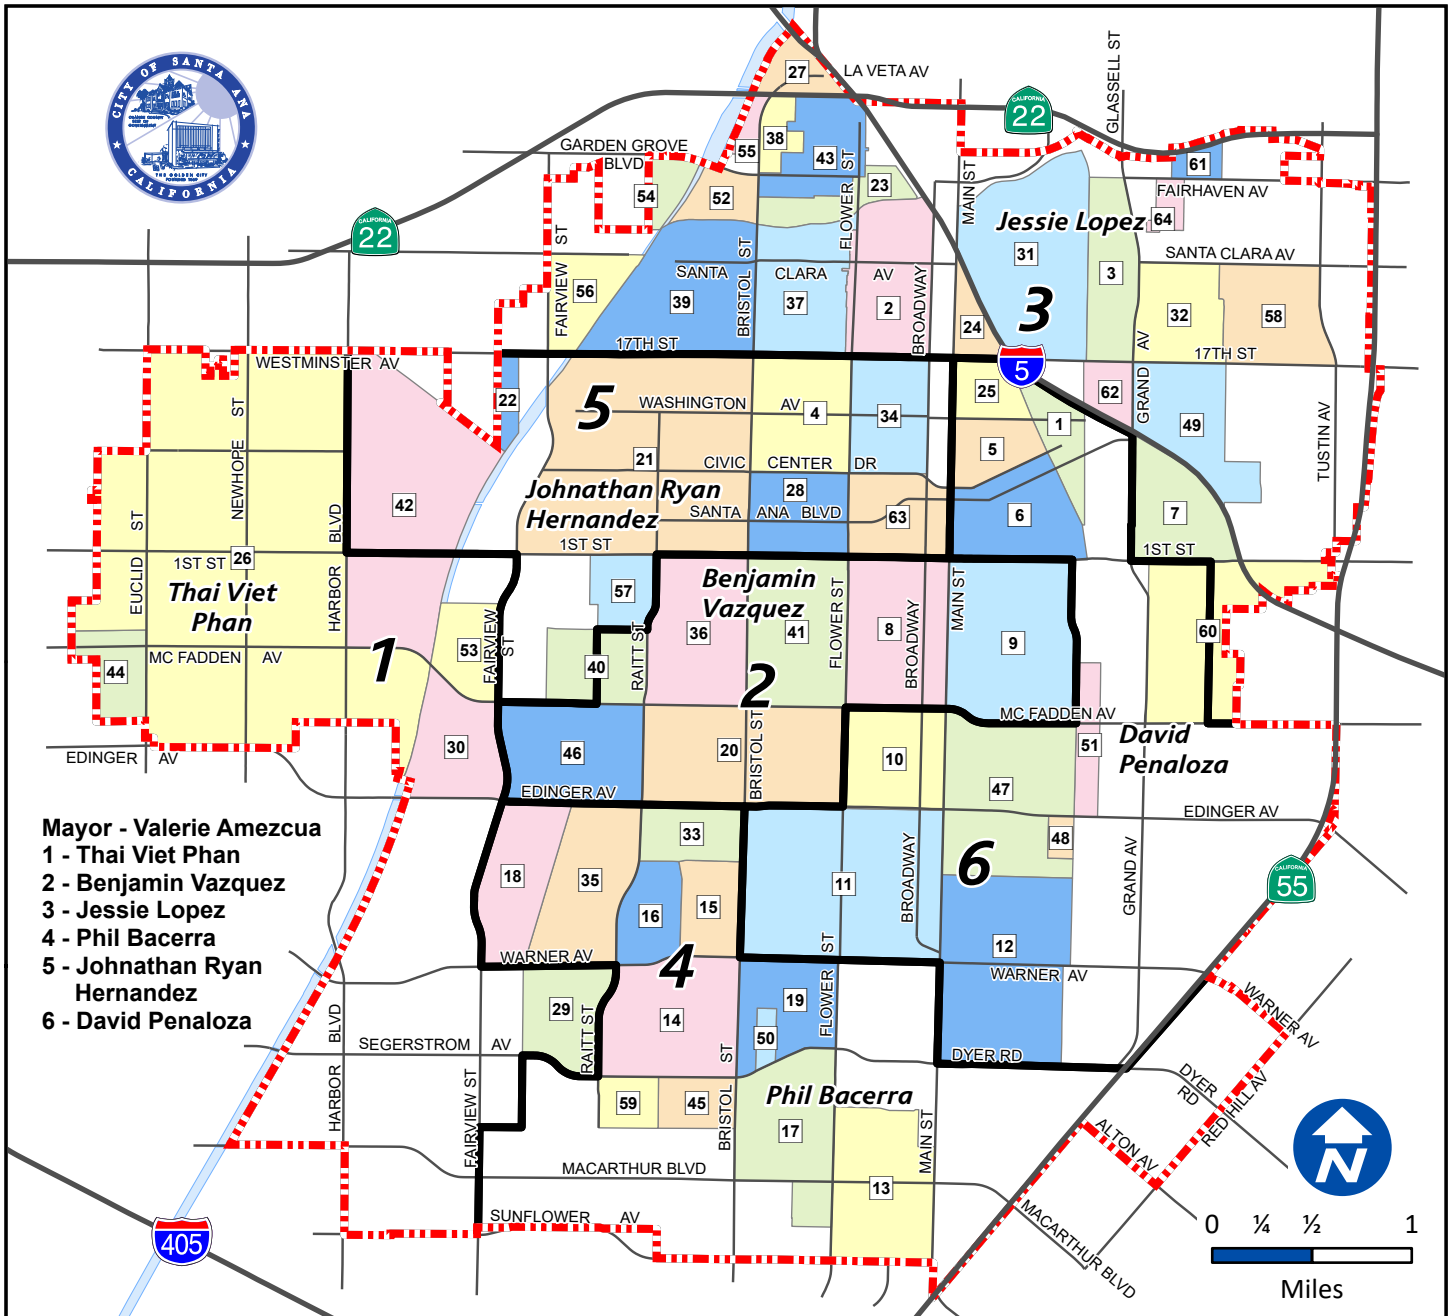 CITY OF SANTA ANA
THE GOLDEN CITY
CALIFORNIA
27
LA VETA AV
GLASSELL ST
CALIFORNIA
22
GARDEN GROVE
BLVD
55
38
43
FLOWER ST
23
MAIN ST
61
FAIRHAVEN AV
54
52
64
CALIFORNIA
22
Jessie Lopez
31
SANTA CLARA AV
FAIRVIEW ST
56
SANTA CLARA AV
39
BRISTOL ST
37
2
BROADWAY
24
3
3
32
58
17TH ST
17TH ST
WESTMINSTER AV
5
GRAND AV
22
5
WASHINGTON AV
4
34
25
1
62
49
NEWHOPE ST
21
CIVIC CENTER DR
5
TUSTIN AV
42
Johnathan Ryan
Hernandez
28
SANTA ANA BLVD
63
6
7
EUCLID ST
HARBOR BLVD
1ST ST
26
1ST ST
1ST ST
Thai Viet
Phan
57
Benjamin
Vazquez
FLOWER ST
BROADWAY
MAIN ST
36
41
8
9
60
MC FADDEN AV
44
1
53
FAIRVIEW ST
40
RAITT ST
2
MC FADDEN AV
30
46
20
BRISTOL ST
10
47
51
David
Penaloza
EDINGER AV
EDINGER AV
EDINGER AV
Mayor - Valerie Amezcua
1 - Thai Viet Phan
2 - Benjamin Vazquez
3 - Jessie Lopez
4 - Phil Bacerra
5 - Johnathan Ryan
Hernandez
6 - David Penaloza
33
48
18
35
11
BROADWAY
6
GRAND AV
CALIFORNIA
55
16
15
12
WARNER AV
4
FLOWER ST
WARNER AV
WARNER AV
29
RAITT ST
14
19
50
HARBOR BLVD
SEGERSTROM AV
DYER RD
DYER
RD
RED HILL AV
59
45
BRISTOL ST
Phil Bacerra
17
MAIN ST
ALTON AV
FAIRVIEW ST
MACARTHUR BLVD
13
N
SUNFLOWER AV
MACARTHUR BLVD
405
0 ¼ ½ 1
Miles